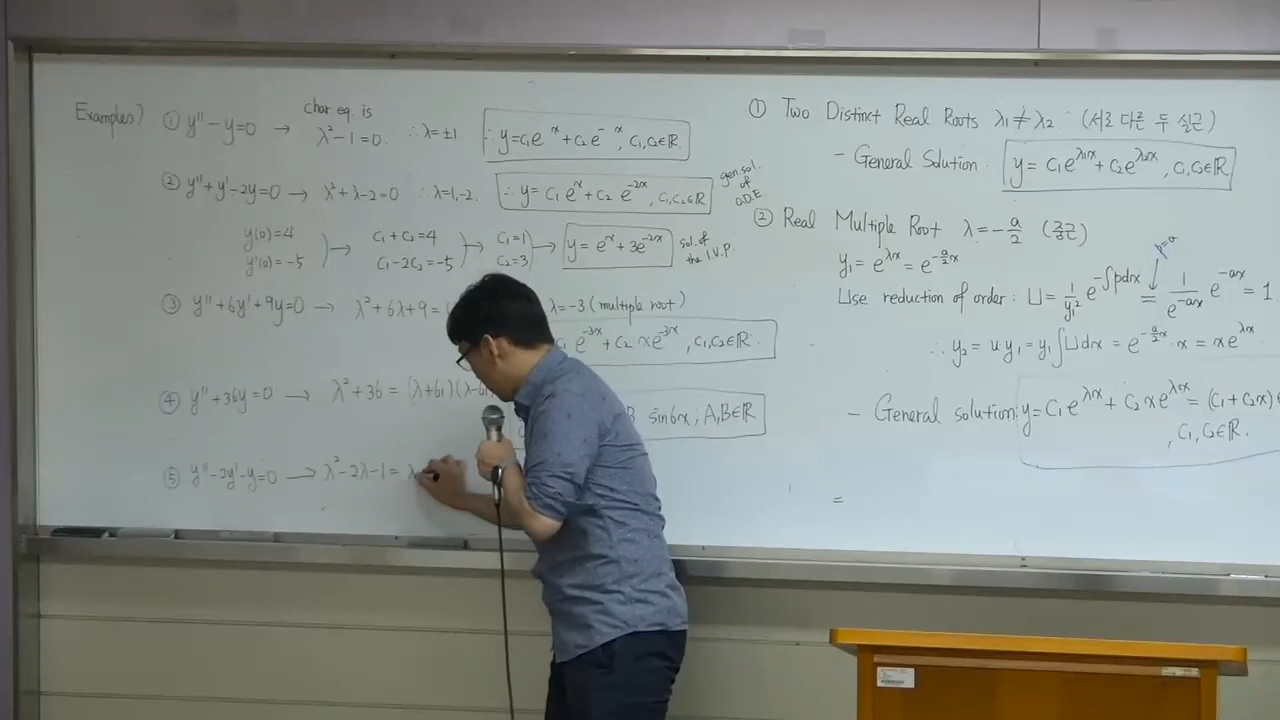 Examples)
① y''-y=0 → char eq. is λ²-1=0. ∴ λ=±1 ∴ y=c₁e^x+c₂e^-x, c₁,c₂∈ℝ.
② y''+y'-2y=0 → λ²+λ-2=0 ∴ λ=1,-2. ∴ y= c₁e^x+c₂e^-2x, c₁,c₂∈ℝ gen.sol. of O.D.E
y(0)=4
y'(0)=-5
→ c₁+c₂=4
c₁-2c₂=-5
→ c₁=1
c₂=3
→ y= e^x+3e^-2x sol. of the I.V.P.
③ y''+6y'+9y=0 → λ²+6λ+9= λ=-3 (multiple root)
e^-3x+c₂xe^-3x, c₁,c₂∈ℝ.
④ y''+36y=0 → λ²+36 = (λ+6i)(λ-6i
sin6x, A,B∈ℝ
⑤ y''-2y'-y=0 → λ²-2λ-1= λ
① Two Distinct Real Roots λ₁≠λ₂ (서로 다른 두 실근)
- General Solution. y= c₁e^λ₁x+c₂e^λ₂x, c₁,c₂∈ℝ
② Real Multiple Root λ=-a/2 (중근)
y₁=e^λx=e^-a/2x
Use reduction of order: U=1/y₁² e^-∫pdx = 1/e^-ax e^-ax = 1
p=a
∴ y₂= u·y₁=y₁∫Udx = e^-a/2x·x = xe^λx
- General solution y=c₁e^λx+c₂xe^λx=(c₁+c₂x)
, c₁,c₂∈ℝ.
=